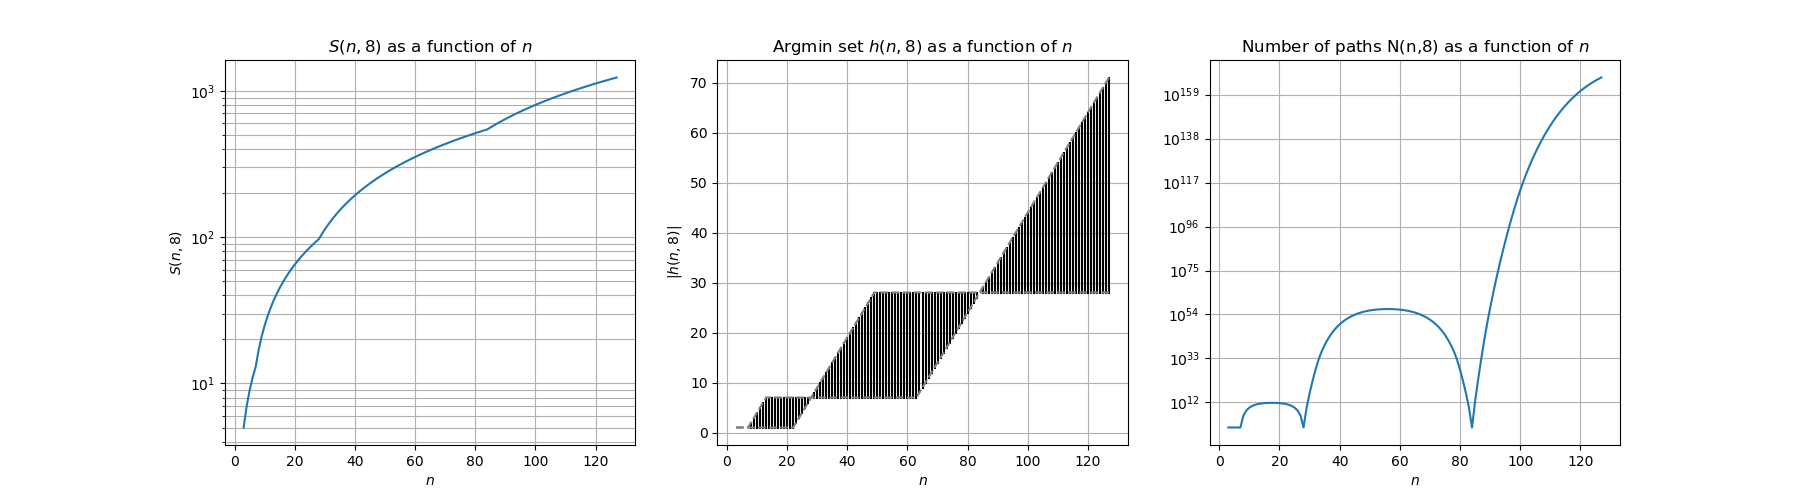 S(n, 8) as a function of n
10³
10²
10¹
S(n, 8)
0 20 40 60 80 100 120
n
Argmin set h(n, 8) as a function of n
70
60
50
40
30
20
10
0
|h(n, 8)|
0 20 40 60 80 100 120
n
Number of paths N(n,8) as a function of n
10¹⁵⁹
10¹³⁸
10¹¹⁷
10⁹⁶
10⁷⁵
10⁵⁴
10³³
10¹²
0 20 40 60 80 100 120
n